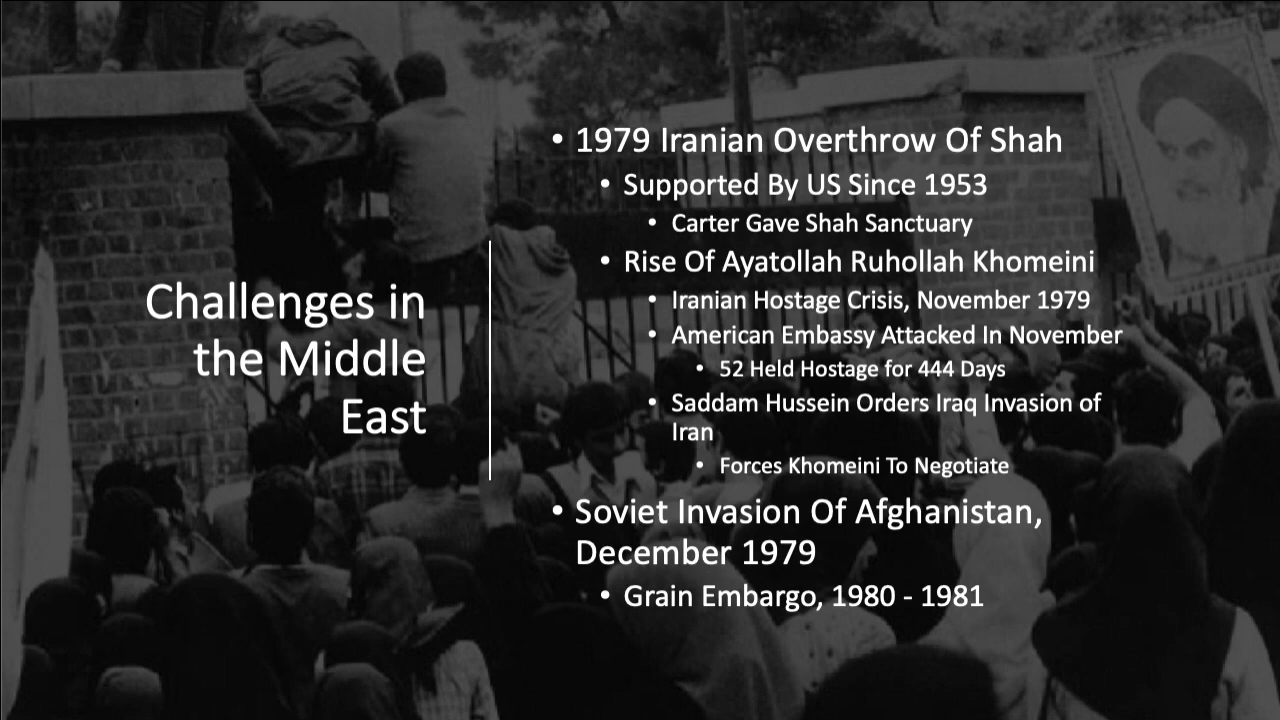 Challenges in
the Middle
East
• 1979 Iranian Overthrow Of Shah
• Supported By US Since 1953
• Carter Gave Shah Sanctuary
• Rise Of Ayatollah Ruhollah Khomeini
• Iranian Hostage Crisis, November 1979
• American Embassy Attacked In November
• 52 Held Hostage for 444 Days
• Saddam Hussein Orders Iraq Invasion of
Iran
• Forces Khomeini To Negotiate
• Soviet Invasion Of Afghanistan,
December 1979
• Grain Embargo, 1980 - 1981